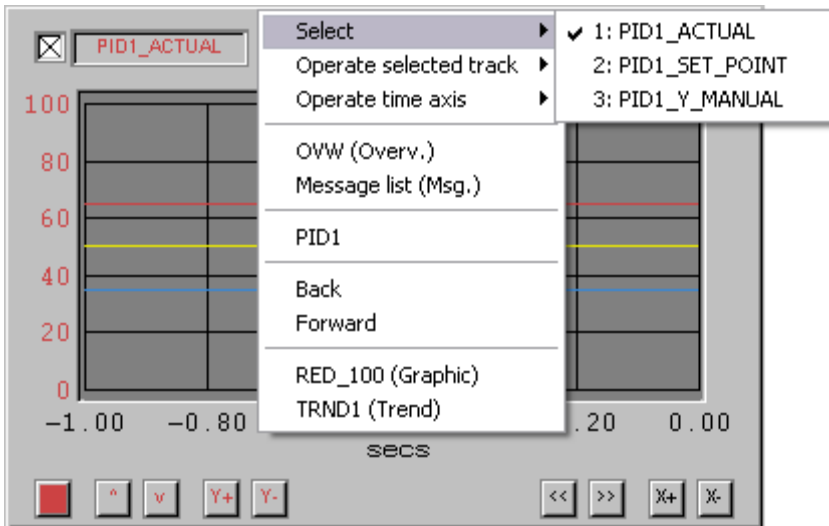 PID1_ACTUAL
Select
Operate selected track
Operate time axis
OVW (Overv.)
Message list (Msg.)
PID1
Back
Forward
RED_100 (Graphic)
TRND1 (Trend)
1: PID1_ACTUAL
2: PID1_SET_POINT
3: PID1_Y_MANUAL
100
80
60
40
20
0
-1.00 -0.80 .20 0.00
secs
^ v Y+ Y- << >> X+ X-